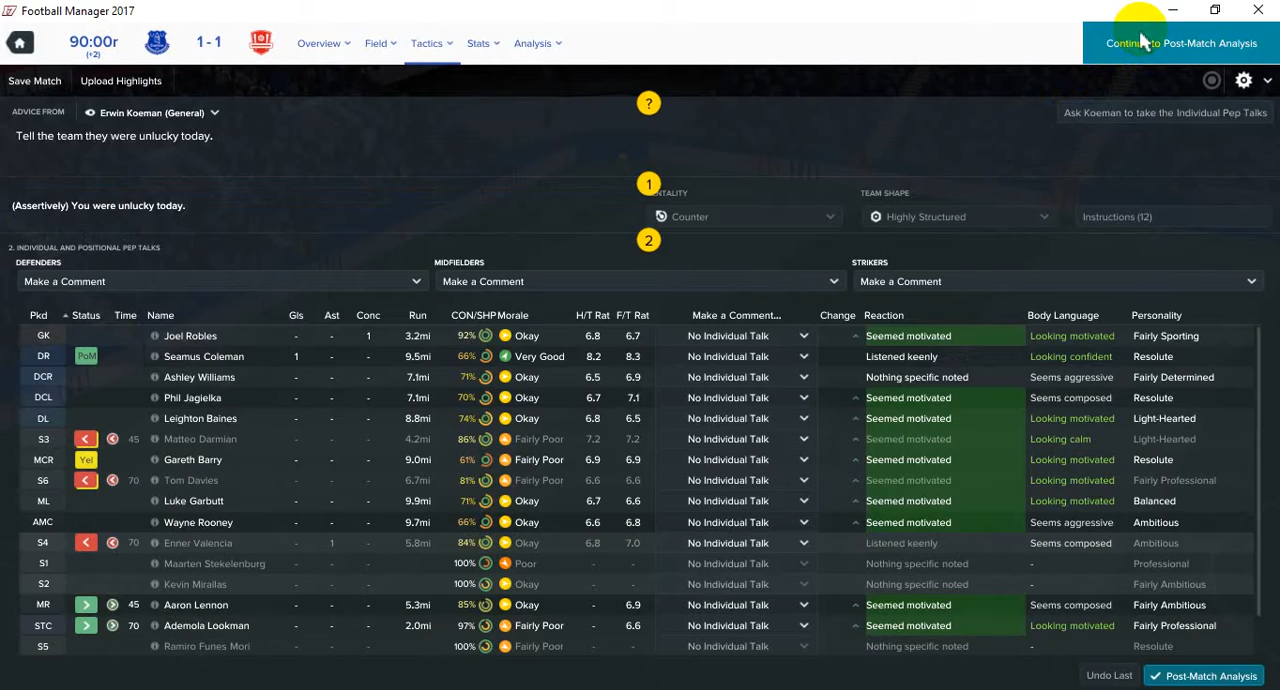 Football Manager 2017
90:00r
(+2)
1 - 1
Overview Field Tactics Stats Analysis
Continue to Post-Match Analysis
Save Match Upload Highlights
ADVICE FROM Erwin Koeman (General)
?
Ask Koeman to take the Individual Pep Talks
Tell the team they were unlucky today.
1
TEAM SHAPE
(Assertively) You were unlucky today.
Counter Highly Structured Instructions (12)
2
2. INDIVIDUAL AND POSITIONAL PEP TALKS
DEFENDERS MIDFIELDERS STRIKERS
Make a Comment Make a Comment Make a Comment
Pkd Status Time Name Gls Ast Conc Run CON/SHP Morale H/T Rat F/T Rat Make a Comment... Change Reaction Body Language Personality
GK Joel Robles - - 1 3.2mi 92% Okay 6.8 6.7 No Individual Talk Seemed motivated Looking motivated Fairly Sporting
DR PoM Seamus Coleman 1 - - 9.5mi 66% Very Good 8.2 8.3 No Individual Talk Listened keenly Looking confident Resolute
DCR Ashley Williams - - - 7.1mi 71% Okay 6.5 6.9 No Individual Talk Nothing specific noted Seems aggressive Fairly Determined
DCL Phil Jagielka - - - 7.1mi 70% Okay 6.7 7.1 No Individual Talk Seemed motivated Seems composed Resolute
DL Leighton Baines - - - 8.8mi 74% Okay 6.8 6.5 No Individual Talk Seemed motivated Looking motivated Light-Hearted
S3 45 Matteo Darmian - - - 4.2mi 86% Fairly Poor 7.2 7.2 No Individual Talk Seemed motivated Looking calm Light-Hearted
MCR Yel Gareth Barry - - - 9.0mi 61% Fairly Poor 6.9 6.9 No Individual Talk Seemed motivated Looking motivated Resolute
S6 70 Tom Davies - - - 6.7mi 81% Fairly Poor 6.6 6.6 No Individual Talk Seemed motivated Looking motivated Fairly Professional
ML Luke Garbutt - - - 9.9mi 71% Okay 6.7 6.6 No Individual Talk Seemed motivated Looking motivated Balanced
AMC Wayne Rooney - - - 9.7mi 66% Okay 6.6 6.8 No Individual Talk Seemed motivated Seems aggressive Ambitious
S4 70 Enner Valencia - 1 - 5.8mi 84% Okay 6.8 7.0 No Individual Talk Listened keenly Seems composed Ambitious
S1 Maarten Stekelenburg - - - 100% Poor - - No Individual Talk Nothing specific noted - Professional
S2 Kevin Mirallas - - - 100% Okay - - No Individual Talk Nothing specific noted - Fairly Ambitious
MR 45 Aaron Lennon - - - 5.3mi 85% Okay - 6.9 No Individual Talk Seemed motivated Seems composed Fairly Ambitious
STC 70 Ademola Lookman - - - 2.0mi 97% Fairly Poor - 6.6 No Individual Talk Seemed motivated Looking motivated Fairly Professional
S5 Ramiro Funes Mori - - - 100% Fairly Poor - - No Individual Talk Nothing specific noted - Resolute
Undo Last Post-Match Analysis